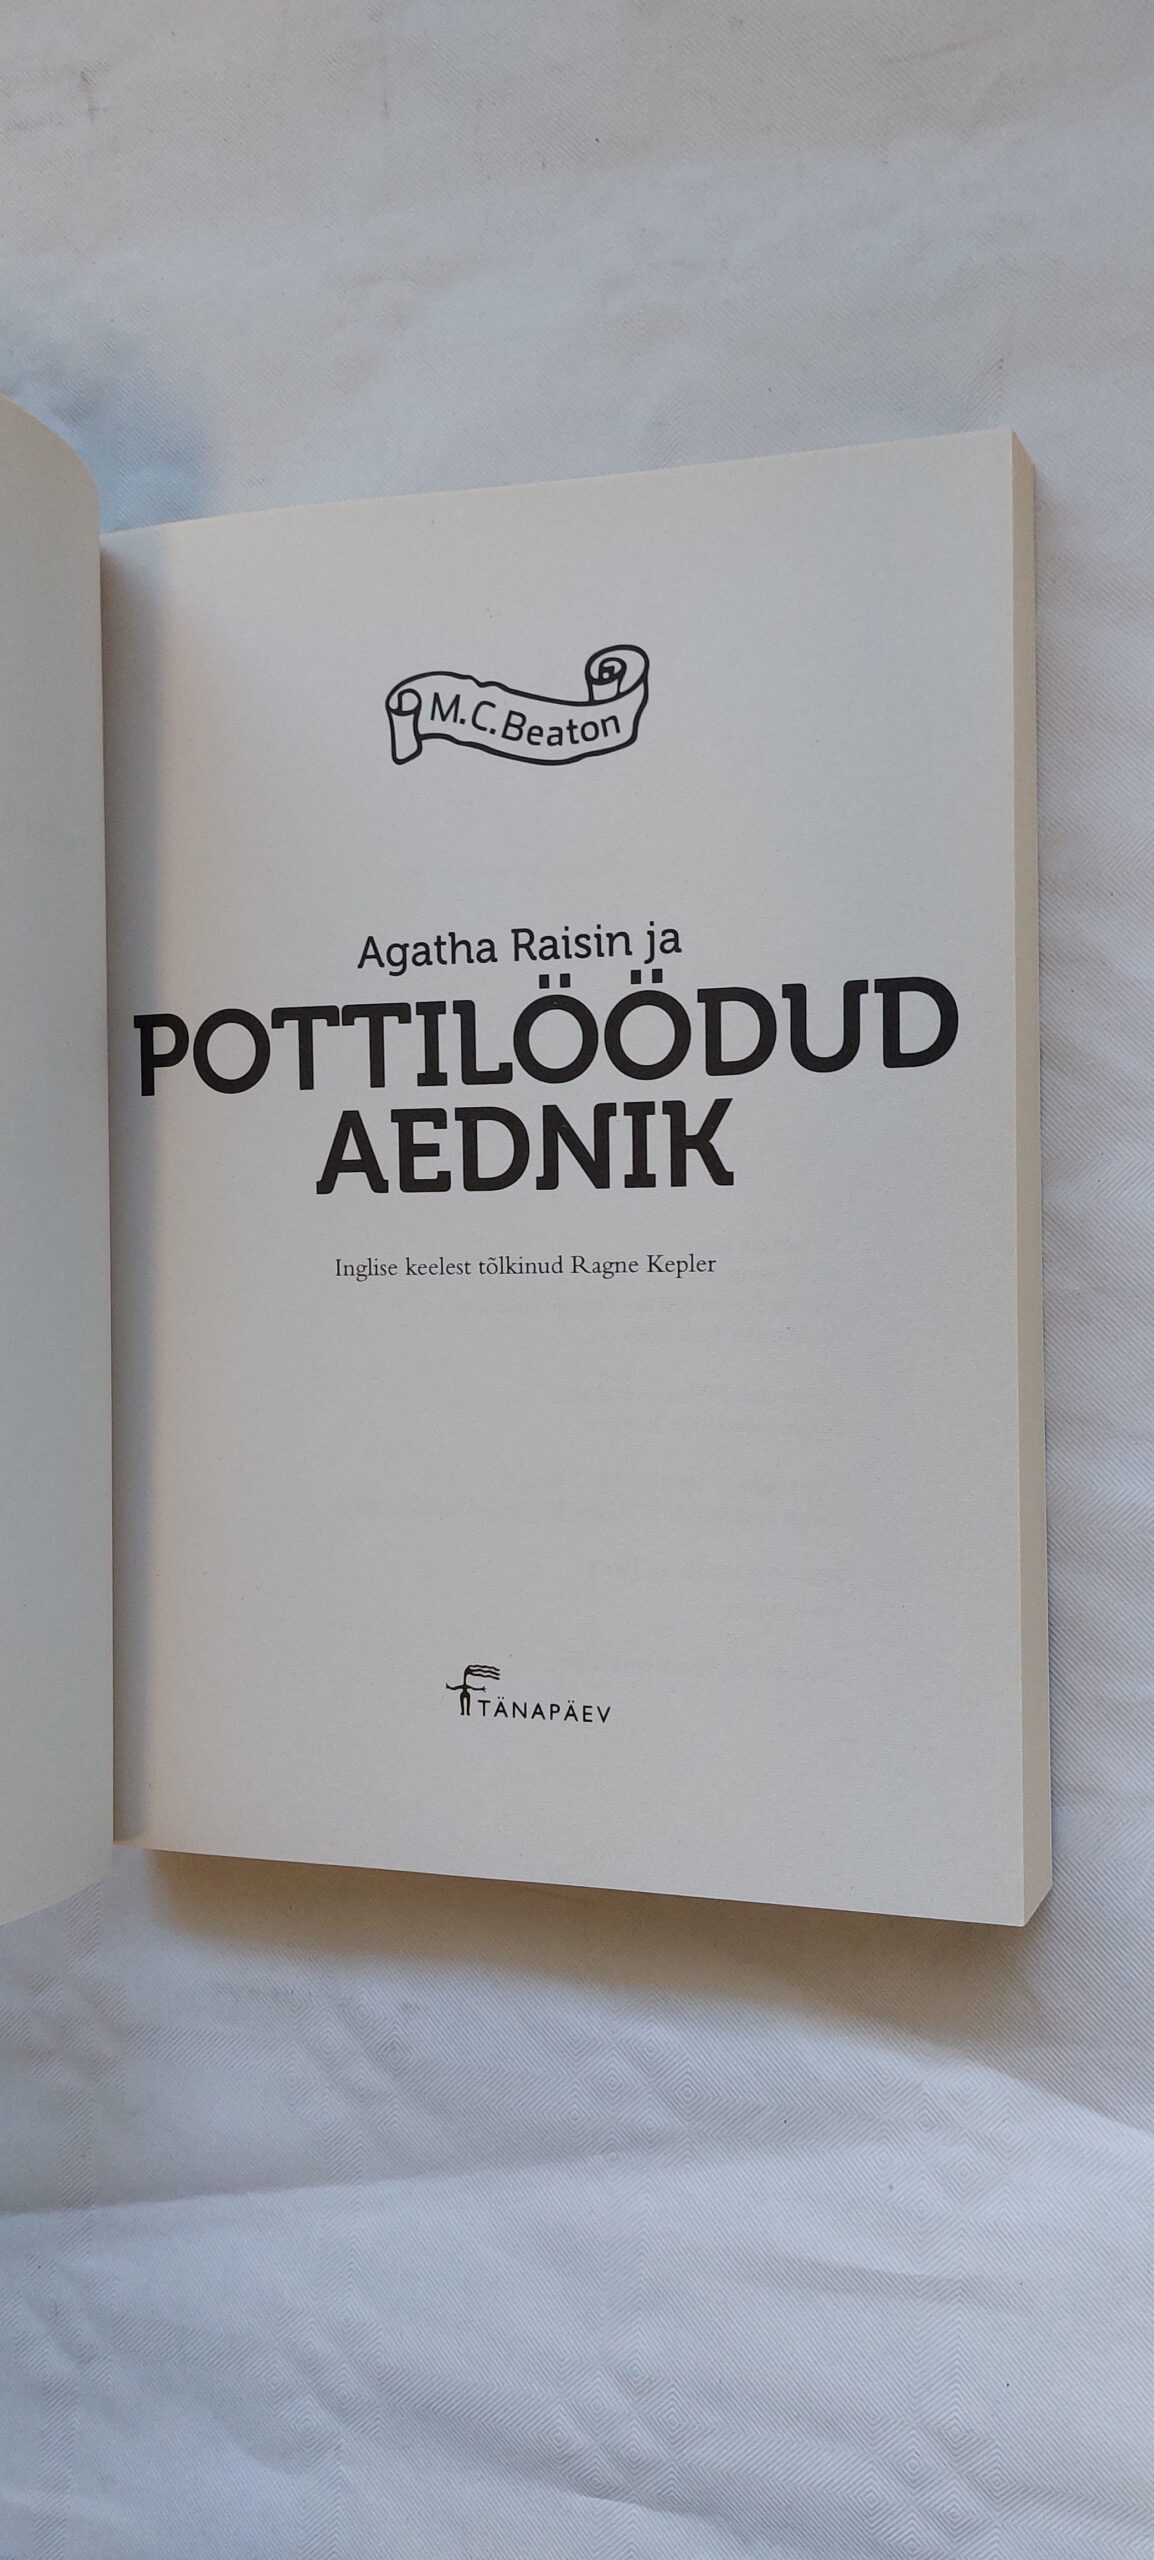 M.C.Beaton
Agatha Raisin ja
POTTILÖÖDUD
AEDNIK
Inglise keelest tõlkinud Ragne Kepler
TÄNAPÄEV